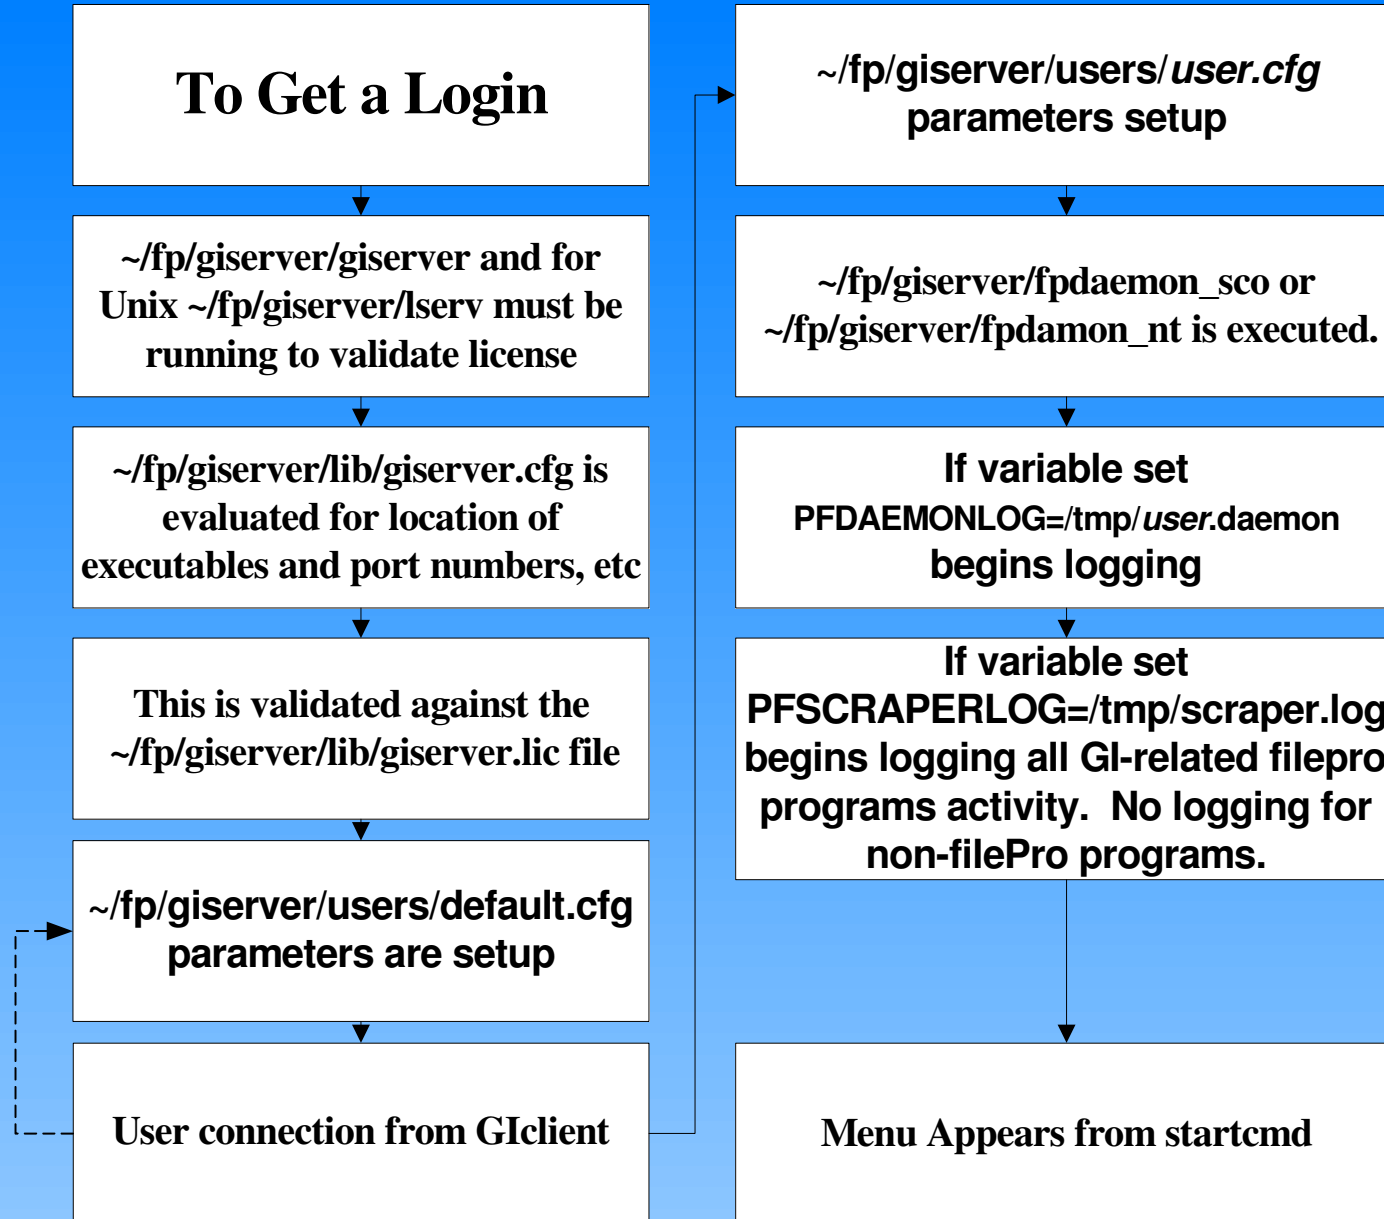 To Get a Login
~/fp/giserver/giserver and for
Unix ~/fp/giserver/lserv must be
running to validate license
~/fp/giserver/lib/giserver.cfg is
evaluated for location of
executables and port numbers, etc
This is validated against the
~/fp/giserver/lib/giserver.lic file
~/fp/giserver/users/default.cfg
parameters are setup
User connection from GIclient
~/fp/giserver/users/user.cfg
parameters setup
~/fp/giserver/fpdaemon_sco or
~/fp/giserver/fpdamon_nt is executed.
If variable set
PFDAEMONLOG=/tmp/user.daemon
begins logging
If variable set
PFSCRAPERLOG=/tmp/scraper.log
begins logging all GI-related filepro
programs activity.  No logging for
non-filePro programs.
Menu Appears from startcmd